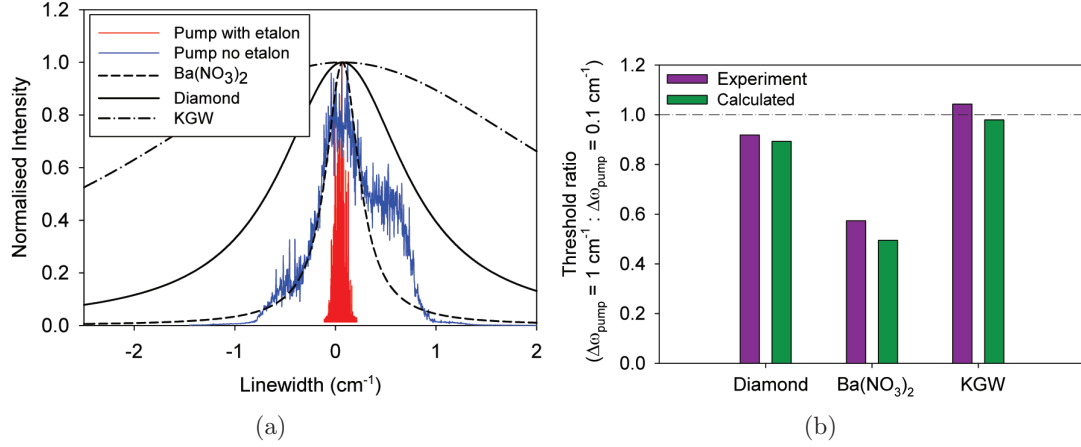 Pump with etalon
Pump no etalon
Ba(NO3)2
Diamond
KGW
1.2
1.0
0.8
0.6
0.4
0.2
0.0
Normalised Intensity
-2
-1
0
1
2
Linewidth (cm-1)
(a)
Experiment
Calculated
1.2
1.0
0.8
0.6
0.4
0.2
0.0
Threshold ratio
(Δωpump = 1 cm-1 : Δωpump = 0.1 cm-1)
Diamond
Ba(NO3)2
KGW
(b)